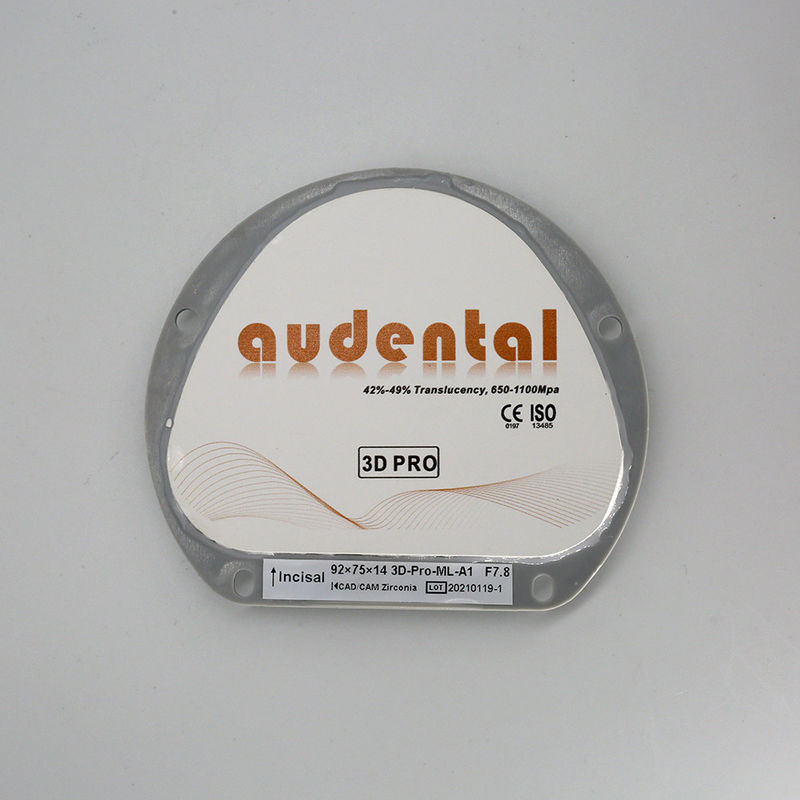 audental
42%-49% Translucency, 650-1100Mpa
CE ISO
0197 13485
3D PRO
↑Incisal 92×75×14 3D-Pro-ML-A1 F7.8
CAD/CAM Zirconia LOT 20210119-1